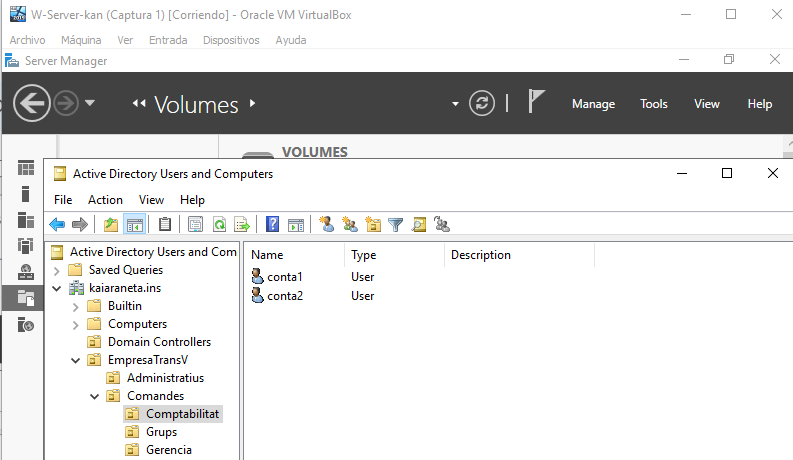 W-Server-kan (Captura 1) [Corriendo] - Oracle VM VirtualBox
Archivo Máquina Ver Entrada Dispositivos Ayuda
Server Manager
Volumes
Manage Tools View Help
VOLUMES
Active Directory Users and Computers
File Action View Help
Active Directory Users and Com
Saved Queries
kaiaraneta.ins
Builtin
Computers
Domain Controllers
EmpresaTransV
Administratius
Comandes
Comptabilitat
Grups
Gerencia
Name Type Description
conta1 User
conta2 User